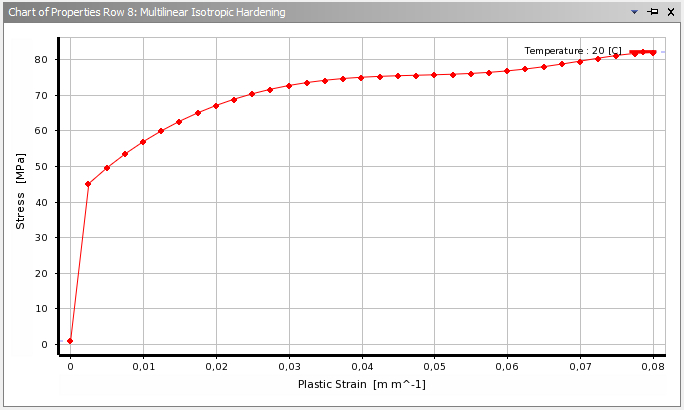 Chart of Properties Row 8: Multilinear Isotropic Hardening
Temperature : 20 [C]
80
70
60
50
40
30
20
10
0
Stress [MPa]
0 0,01 0,02 0,03 0,04 0,05 0,06 0,07 0,08
Plastic Strain [m m^-1]